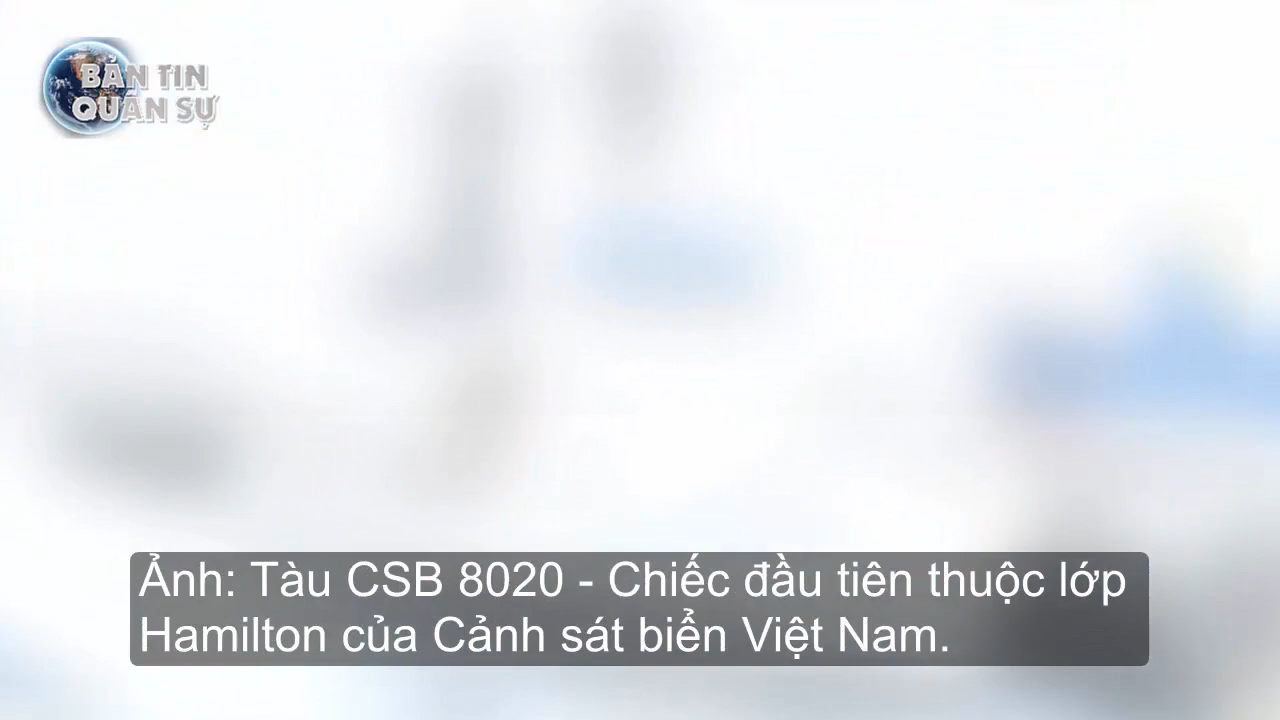 BẢN TIN
QUÂN SỰ
Ảnh: Tàu CSB 8020 - Chiếc đầu tiên thuộc lớp
Hamilton của Cảnh sát biển Việt Nam.